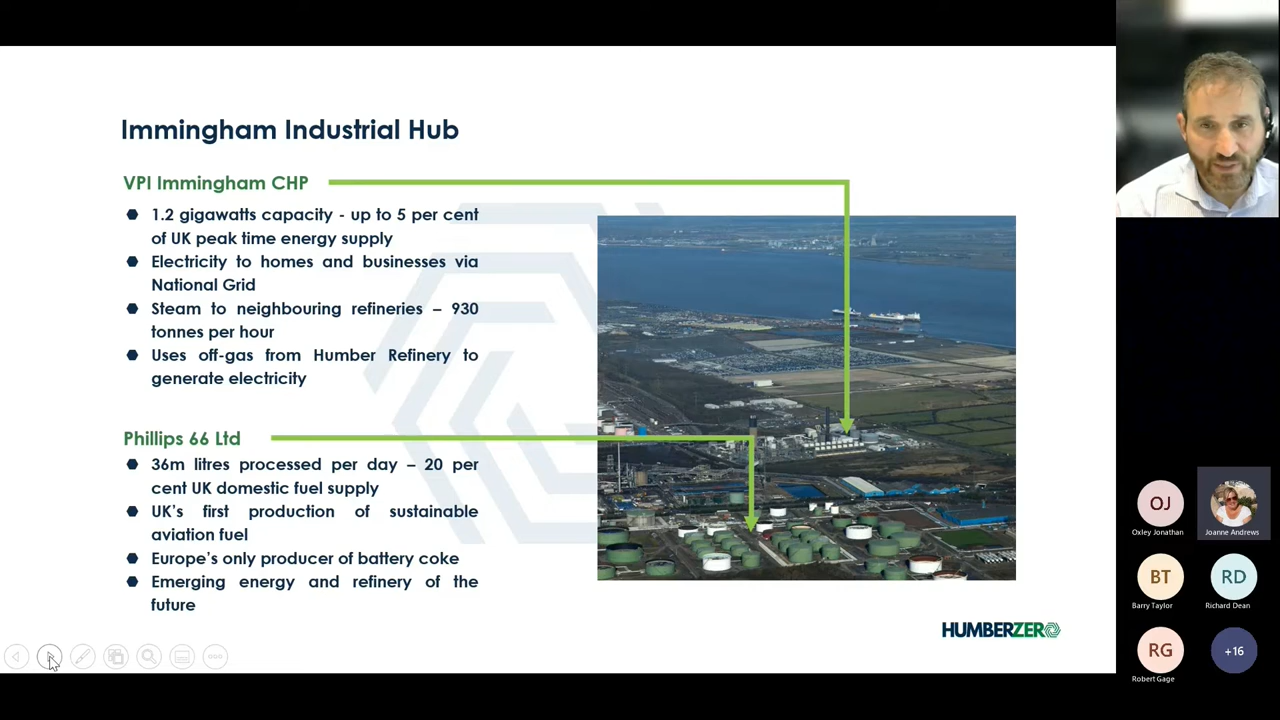 Immingham Industrial Hub
VPI Immingham CHP
1.2 gigawatts capacity - up to 5 per cent
of UK peak time energy supply
Electricity to homes and businesses via
National Grid
Steam to neighbouring refineries – 930
tonnes per hour
Uses off-gas from Humber Refinery to
generate electricity
Phillips 66 Ltd
36m litres processed per day – 20 per
cent UK domestic fuel supply
UK's first production of sustainable
aviation fuel
Europe's only producer of battery coke
Emerging energy and refinery of the
future
HUMBERZERO
OJ
Oxley Jonathan
Joanne Andrews
BT
Barry Taylor
RD
Richard Dean
RG
Robert Gage
+16